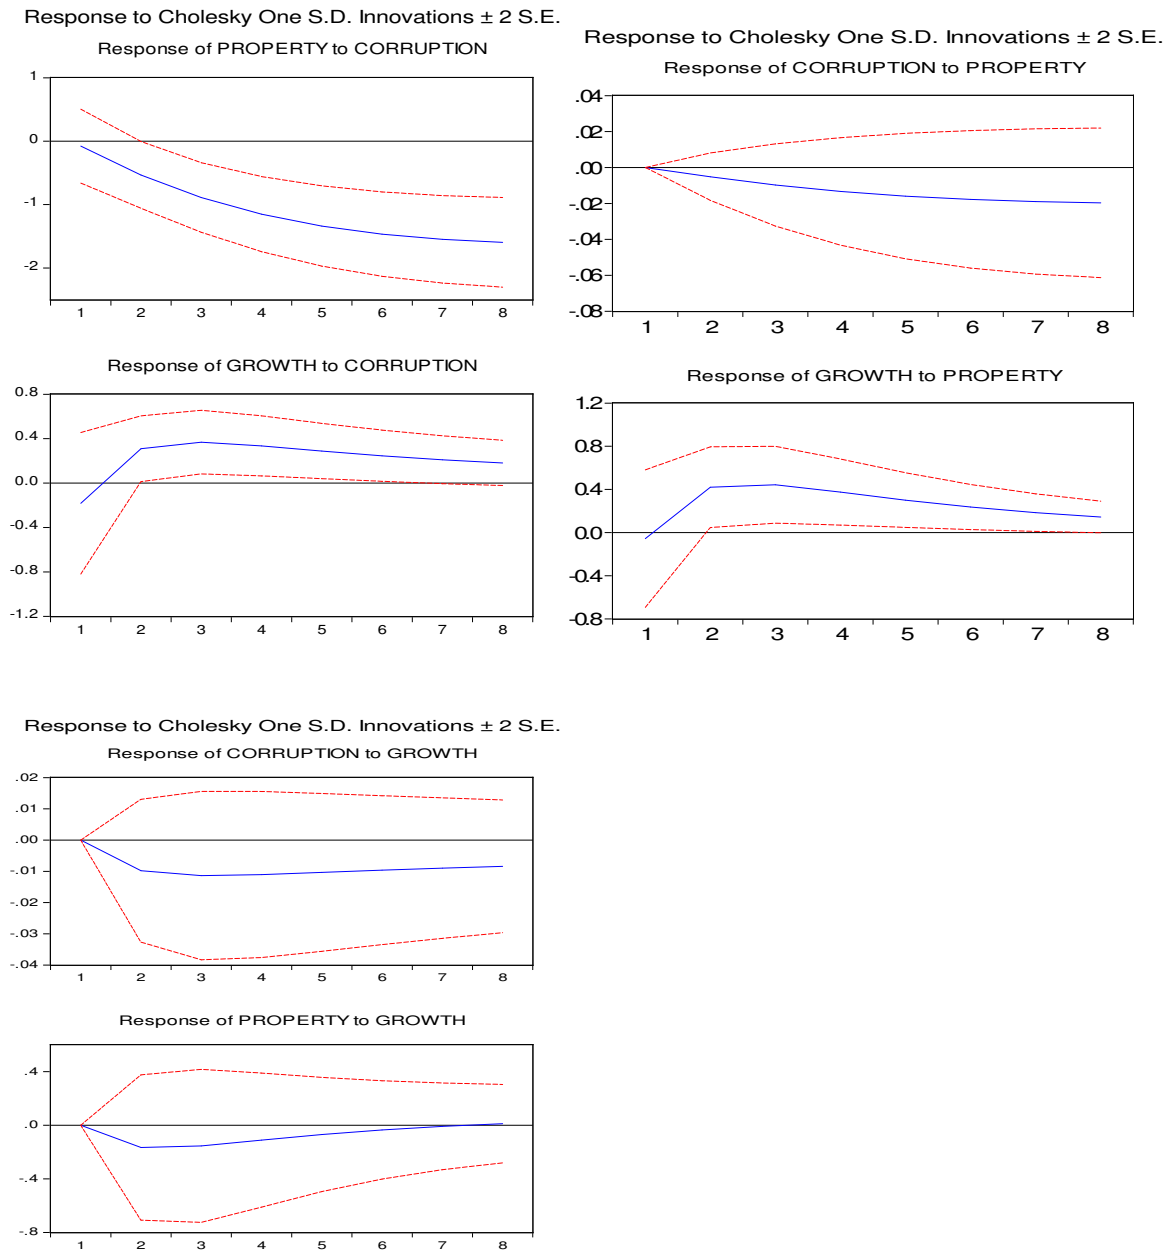 Response to Cholesky One S.D. Innovations ± 2 S.E.
Response of PROPERTY to CORRUPTION
1
0
-1
-2
1 2 3 4 5 6 7 8
Response of GROWTH to CORRUPTION
0.8
0.4
0.0
-0.4
-0.8
-1.2
1 2 3 4 5 6 7 8
Response to Cholesky One S.D. Innovations ± 2 S.E.
Response of CORRUPTION to PROPERTY
.04
.02
.00
-.02
-.04
-.06
-.08
1 2 3 4 5 6 7 8
Response of GROWTH to PROPERTY
1.2
0.8
0.4
0.0
-0.4
-0.8
1 2 3 4 5 6 7 8
Response to Cholesky One S.D. Innovations ± 2 S.E.
Response of CORRUPTION to GROWTH
.02
.01
.00
-.01
-.02
-.03
-.04
1 2 3 4 5 6 7 8
Response of PROPERTY to GROWTH
.4
.0
-.4
-.8
1 2 3 4 5 6 7 8